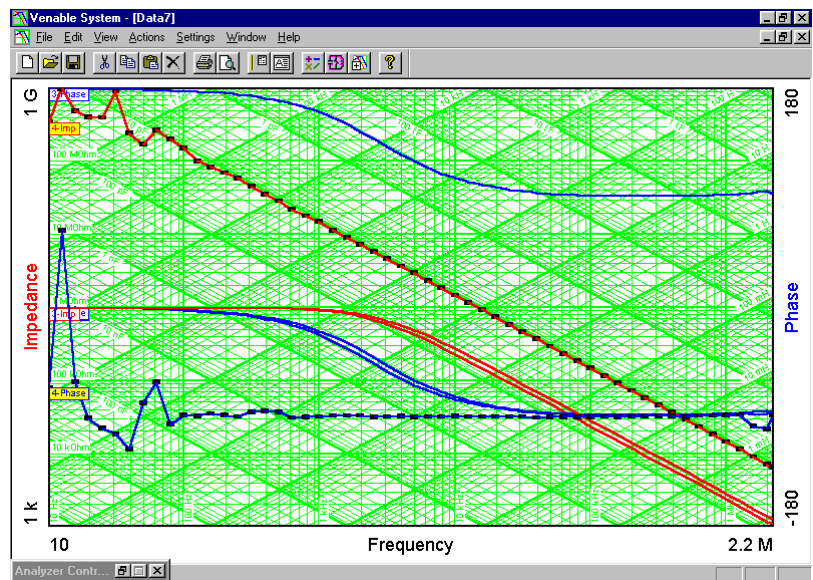 Venable System - [Data7]
File Edit View Actions Settings Window Help
1 G
180
3-Phase
4-Imp
100 MOhm
10 MOhm
3-Imp
100 kOhm
4-Phase
10 kOhm
Impedance
Phase
1 k
-180
10
Frequency
2.2 M
Analyzer Contr...